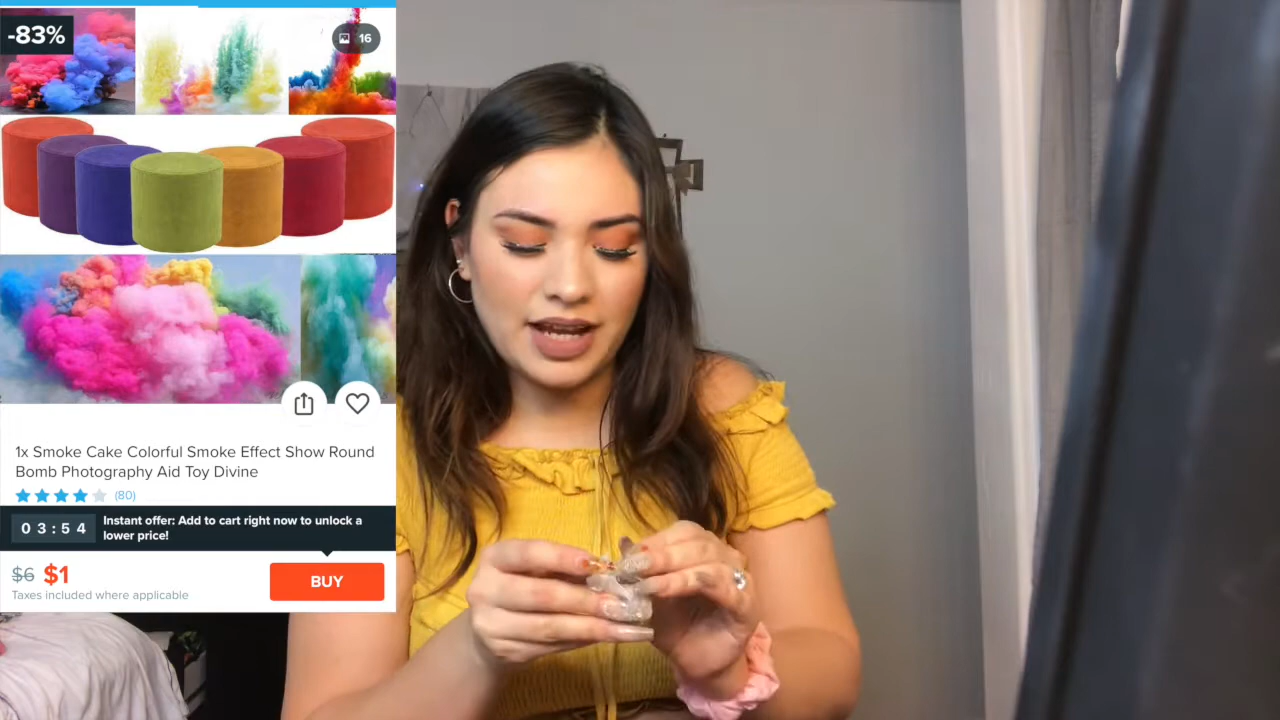 -83%
16
1x Smoke Cake Colorful Smoke Effect Show Round
Bomb Photography Aid Toy Divine
(80)
03:54
Instant offer: Add to cart right now to unlock a
lower price!
$6 $1
Taxes included where applicable
BUY